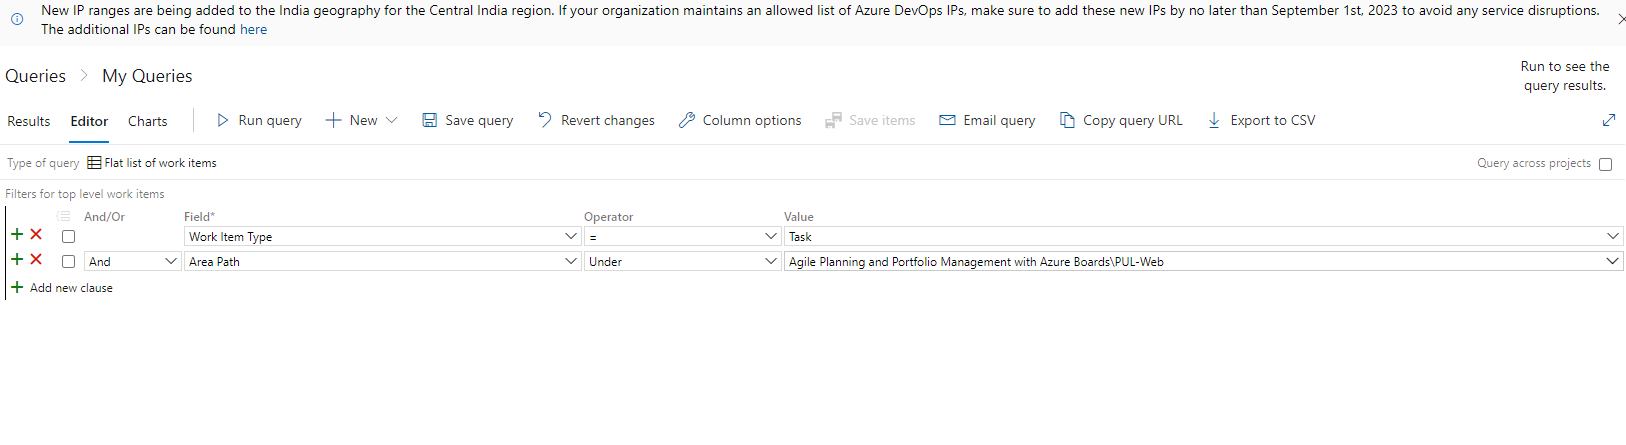 New IP ranges are being added to the India geography for the Central India region. If your organization maintains an allowed list of Azure DevOps IPs, make sure to add these new IPs by no later than September 1st, 2023 to avoid any service disruptions.
The additional IPs can be found here
Queries > My Queries
Run to see the
query results.
Results Editor Charts Run query New Save query Revert changes Column options Save items Email query Copy query URL Export to CSV
Type of query Flat list of work items Query across projects
Filters for top level work items
And/Or Field* Operator Value
Work Item Type = Task
And Area Path Under Agile Planning and Portfolio Management with Azure Boards\PUL-Web
Add new clause